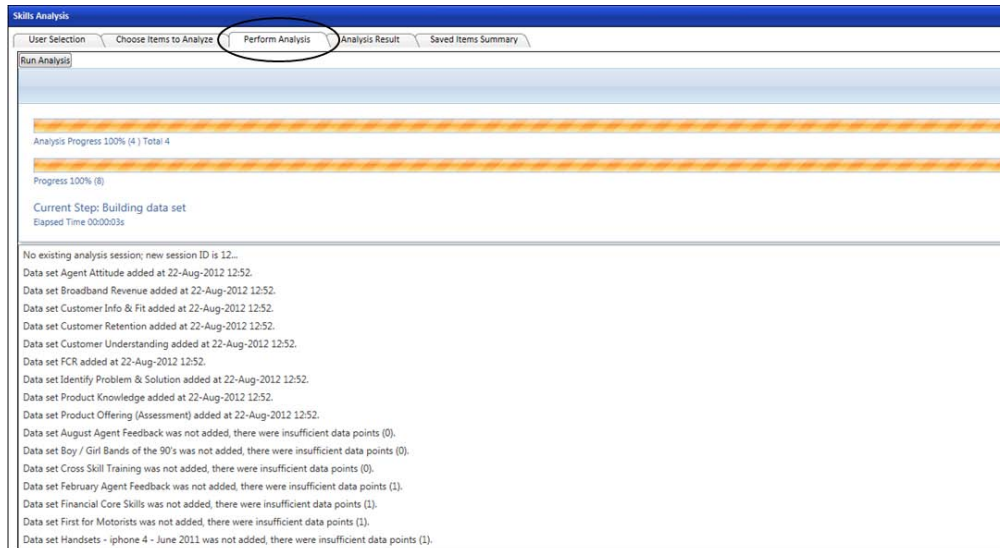 Skills Analysis
User Selection Choose Items to Analyze Perform Analysis Analysis Result Saved Items Summary
Run Analysis
Analysis Progress 100% (4 ) Total 4
Progress 100% (8)
Current Step: Building data set
Elapsed Time 00:00:03s
No existing analysis session; new session ID is 12...
Data set Agent Attitude added at 22-Aug-2012 12:52.
Data set Broadband Revenue added at 22-Aug-2012 12:52.
Data set Customer Info & Fit added at 22-Aug-2012 12:52.
Data set Customer Retention added at 22-Aug-2012 12:52.
Data set Customer Understanding added at 22-Aug-2012 12:52.
Data set FCR added at 22-Aug-2012 12:52.
Data set Identify Problem & Solution added at 22-Aug-2012 12:52.
Data set Product Knowledge added at 22-Aug-2012 12:52.
Data set Product Offering (Assessment) added at 22-Aug-2012 12:52.
Data set August Agent Feedback was not added, there were insufficient data points (0).
Data set Boy / Girl Bands of the 90's was not added, there were insufficient data points (0).
Data set Cross Skill Training was not added, there were insufficient data points (0).
Data set February Agent Feedback was not added, there were insufficient data points (1).
Data set Financial Core Skills was not added, there were insufficient data points (1).
Data set First for Motorists was not added, there were insufficient data points (1).
Data set Handsets - iphone 4 - June 2011 was not added, there were insufficient data points (1).